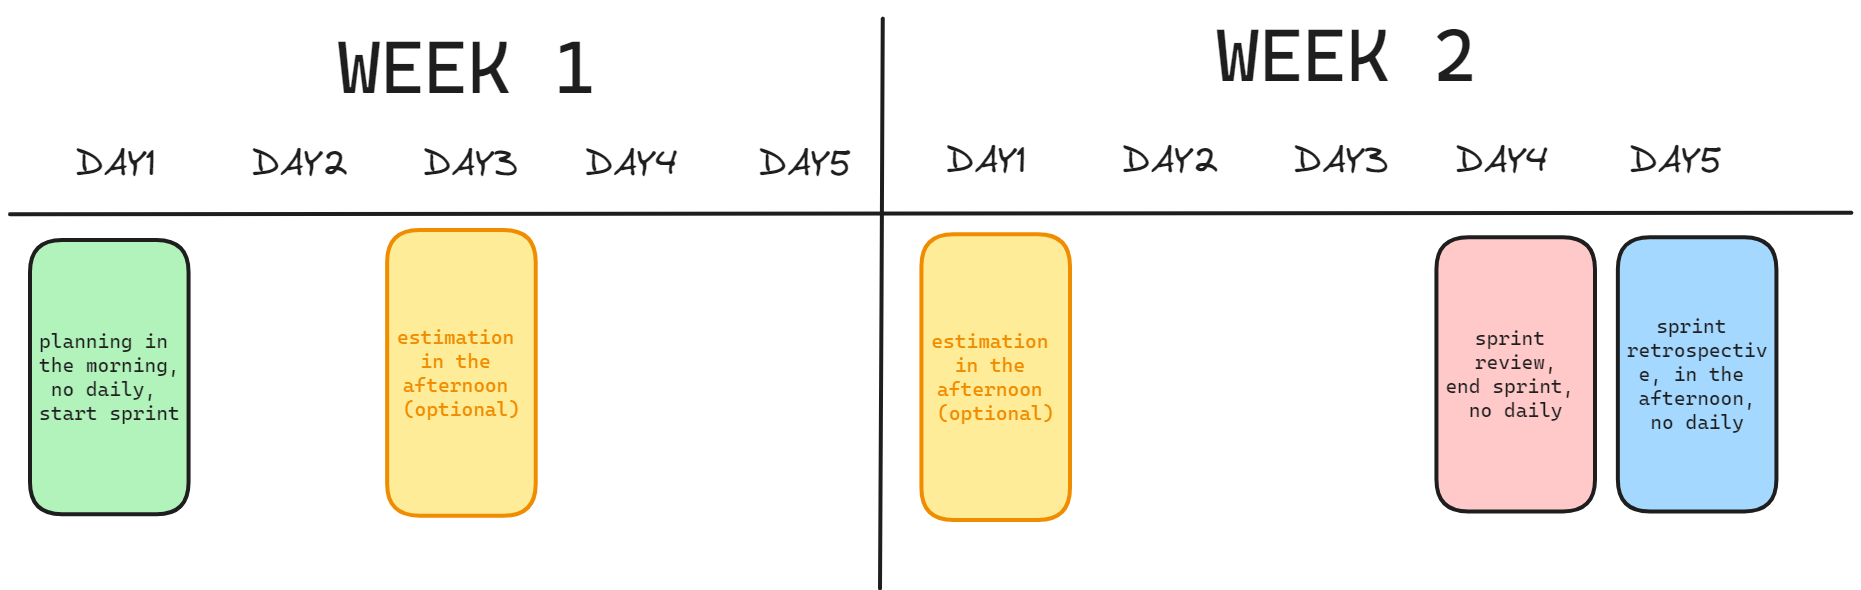 WEEK 1
WEEK 2
DAY1 DAY2 DAY3 DAY4 DAY5
DAY1 DAY2 DAY3 DAY4 DAY5
planning in
the morning,
no daily,
start sprint
estimation
in the
afternoon
(optional)
estimation
in the
afternoon
(optional)
sprint
review,
end sprint,
no daily
sprint
retrospectiv
e, in the
afternoon,
no daily